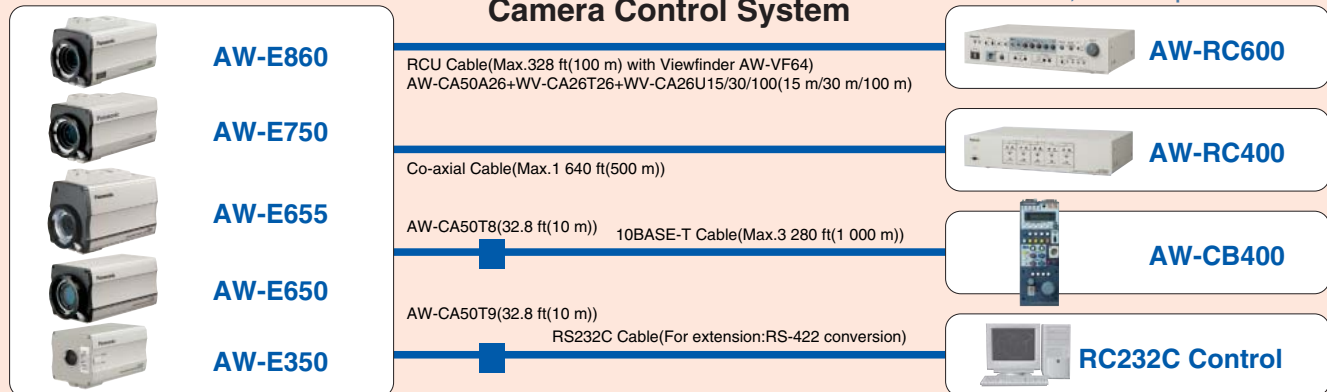 Camera Control System
AW-E860
AW-E750
AW-E655
AW-E650
AW-E350
RCU Cable(Max.328 ft(100 m) with Viewfinder AW-VF64)
AW-CA50A26+WV-CA26T26+WV-CA26U15/30/100(15 m/30 m/100 m)
Co-axial Cable(Max.1 640 ft(500 m))
AW-CA50T8(32.8 ft(10 m))
10BASE-T Cable(Max.3 280 ft(1 000 m))
AW-CA50T9(32.8 ft(10 m))
RS232C Cable(For extension:RS-422 conversion)
AW-RC600
AW-RC400
AW-CB400
RC232C Control